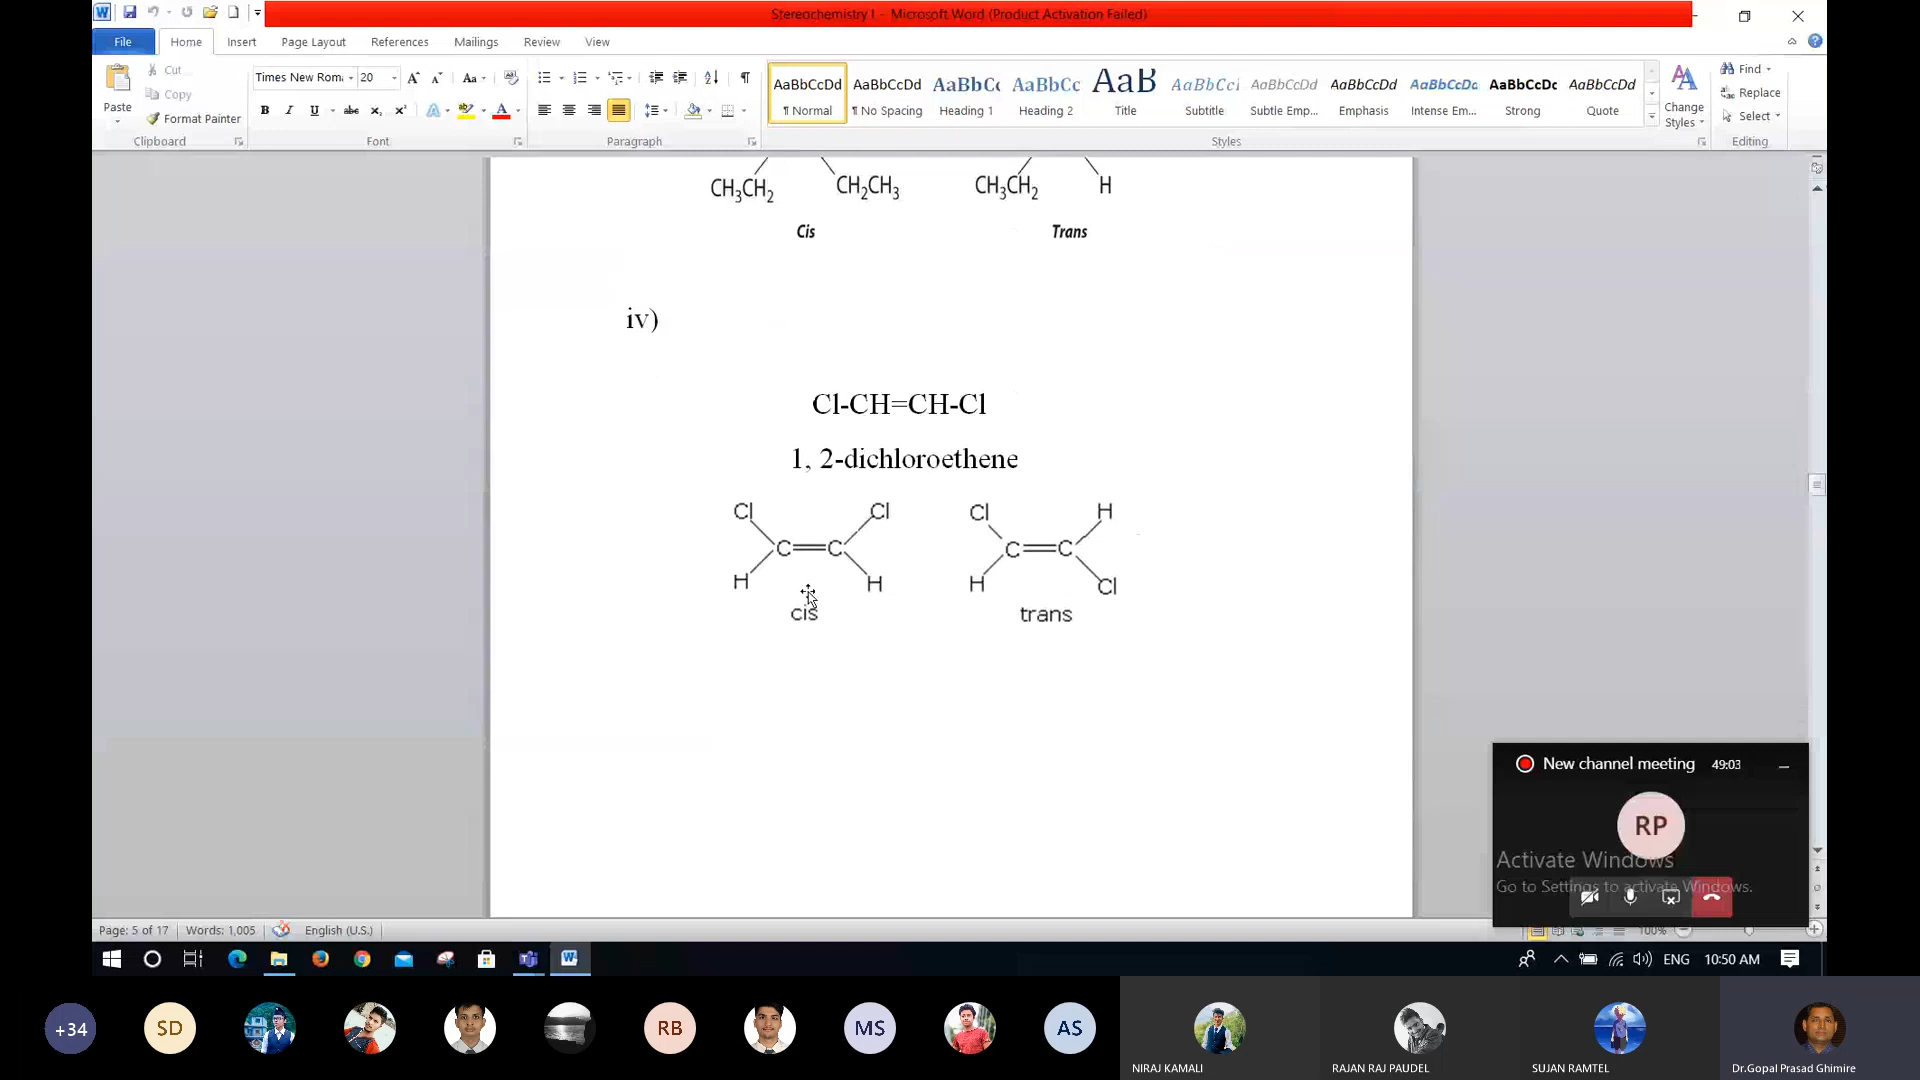 Stereochemistry I - Microsoft Word (Product Activation Failed)
File Home Insert Page Layout References Mailings Review View
Cut
Copy
Paste
Format Painter
Clipboard
Times New Roma 20
Font
Paragraph
AaBbCcDd AaBbCcDd AaBbCc AaBbCc AaB AaBbCcI AaBbCcDd AaBbCcDd AaBbCcDc AaBbCcDc AaBbCcDd
¶ Normal ¶ No Spacing Heading 1 Heading 2 Title Subtitle Subtle Emp... Emphasis Intense Em... Strong Quote
Change Styles
Styles
Find
Replace
Select
Editing
CH₃CH₂ CH₂CH₃ CH₃CH₂ H
Cis Trans
iv)
Cl-CH=CH-Cl
1, 2-dichloroethene
Cl Cl Cl H
C=C C=C
H H H Cl
cis trans
New channel meeting 49:03
RP
Activate Windows
Go to Settings to activate Windows.
Page: 5 of 17 Words: 1,005 English (U.S.) 100%
ENG 10:50 AM
+34 SD RB MS AS
NIRAJ KAMALI RAJAN RAJ PAUDEL SUJAN RAMTEL Dr.Gopal Prasad Ghimire